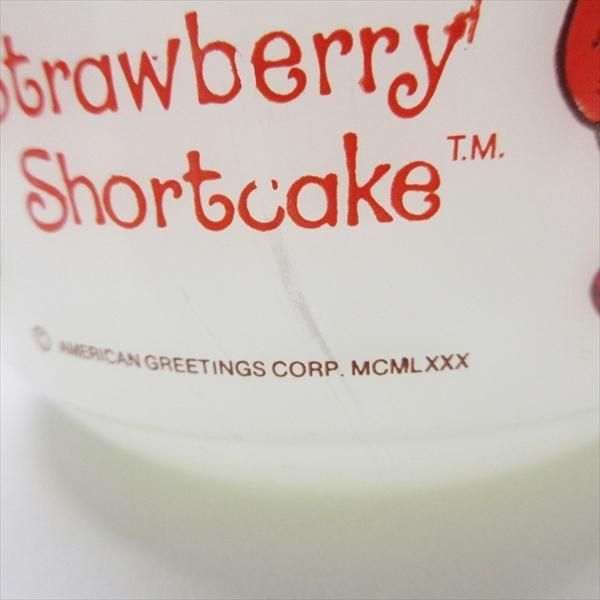 Strawberry
Shortcake T.M.
© AMERICAN GREETINGS CORP. MCMLXXX